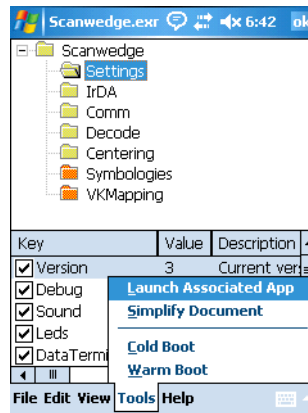 Scanwedge.exr 6:42 ok
Scanwedge
Settings
IrDA
Comm
Decode
Centering
Symbologies
VKMapping
Key Value Description
Version 3 Current vers
Debug
Sound
Leds
DataTermi
Launch Associated App
Simplify Document
Cold Boot
Warm Boot
File Edit View Tools Help